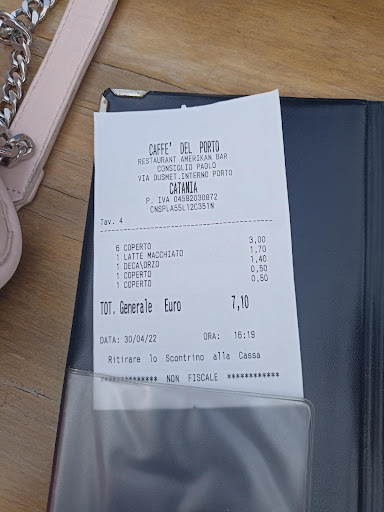 CAFFE' DEL PORTO
RESTAURANT AMERIKAN BAR
CONSIGLIO PAOLO
VIA DUSMET.INTERNO PORTO
CATANIA
P. IVA 04582030872
CNSPLA55L12C351N
Tav. 4
6 COPERTO 3,00
1 LATTE MACCHIATO 1,70
1 DECA\ORZO 1,40
1 COPERTO 0,50
1 COPERTO 0,50
TOT. Generale Euro 7,10
DATA: 30/04/22 ORA: 16:19
Ritirare lo Scontrino alla Cassa
************* NON FISCALE ************